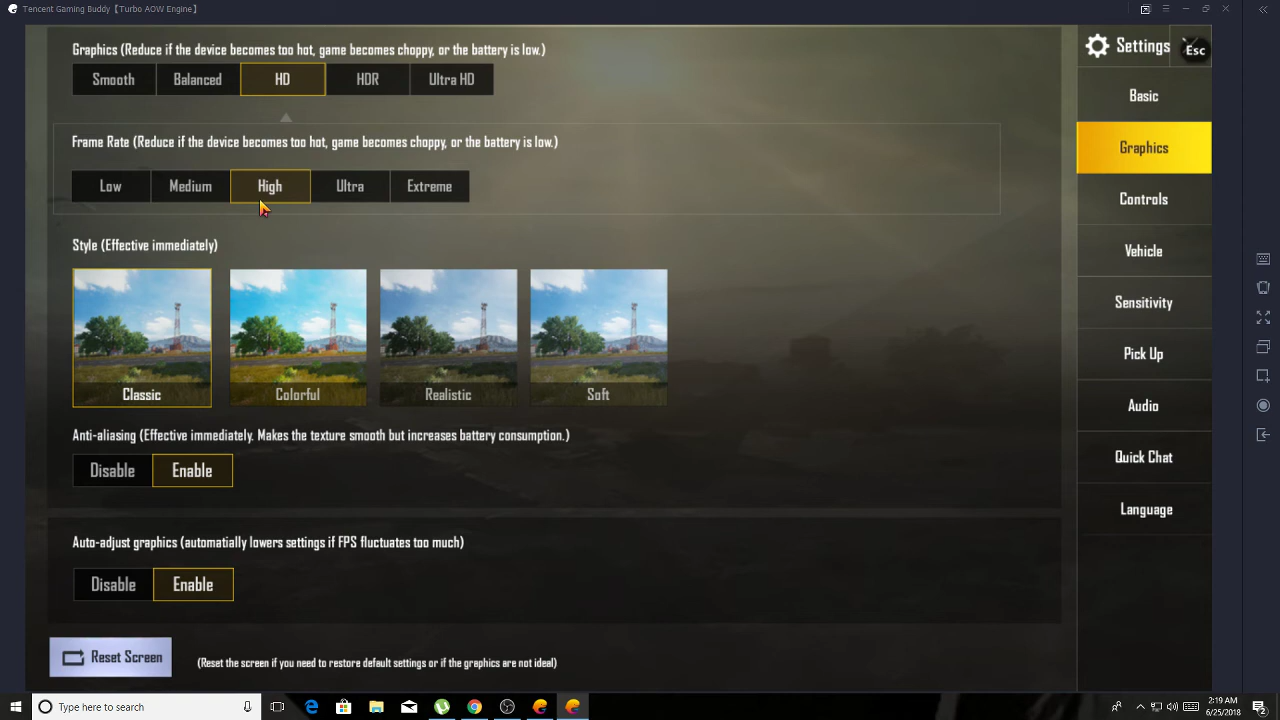 Tencent Gaming Buddy【Turbo AOW Engine】
Graphics (Reduce if the device becomes too hot, game becomes choppy, or the battery is low.)
Smooth Balanced HD HDR Ultra HD
Frame Rate (Reduce if the device becomes too hot, game becomes choppy, or the battery is low.)
Low Medium High Ultra Extreme
Style (Effective immediately)
Classic Colorful Realistic Soft
Anti-aliasing (Effective immediately. Makes the texture smooth but increases battery consumption.)
Disable Enable
Auto-adjust graphics (automatially lowers settings if FPS fluctuates too much)
Disable Enable
Reset Screen (Reset the screen if you need to restore default settings or if the graphics are not ideal)
Settings Esc
Basic
Graphics
Controls
Vehicle
Sensitivity
Pick Up
Audio
Quick Chat
Language
Type here to search
2:19 AM
6/25/2018